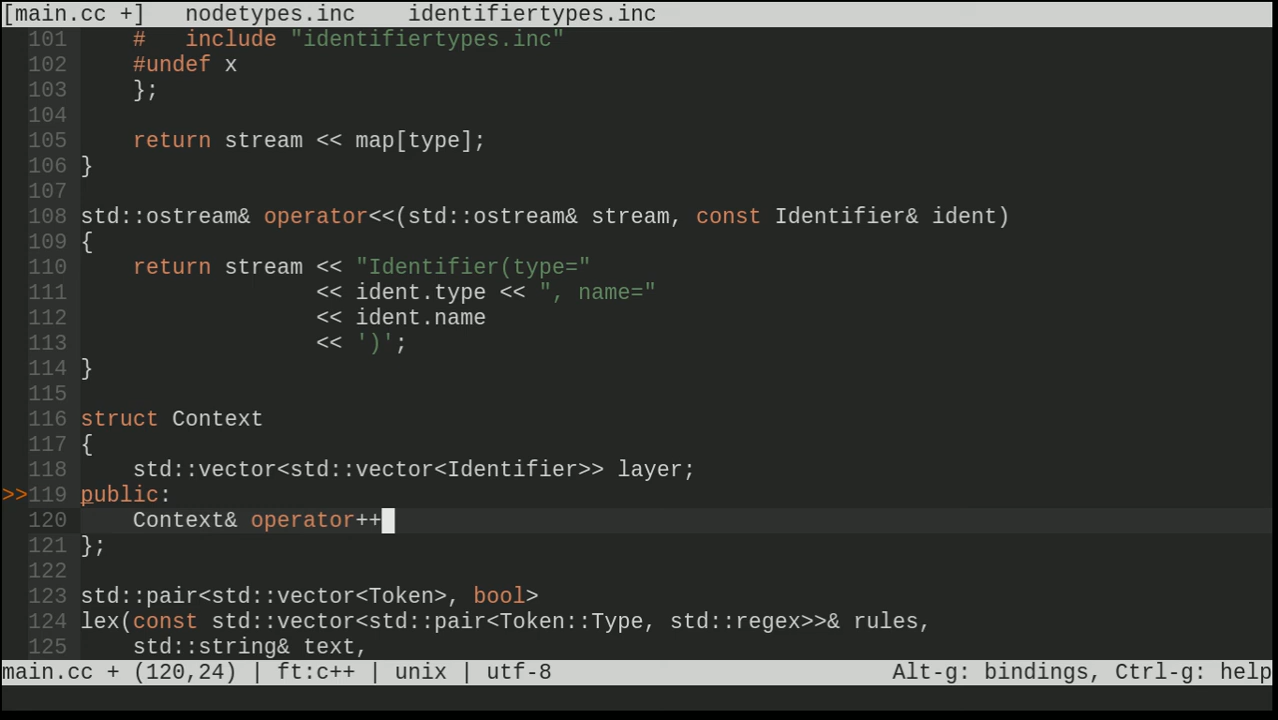 [main.cc +]   nodetypes.inc    identifiertypes.inc
101     #   include "identifiertypes.inc"
102     #undef x
103     };
104
105     return stream << map[type];
106 }
107
108 std::ostream& operator<<(std::ostream& stream, const Identifier& ident)
109 {
110     return stream << "Identifier(type="
111                   << ident.type << ", name="
112                   << ident.name
113                   << ')';
114 }
115
116 struct Context
117 {
118     std::vector<std::vector<Identifier>> layer;
>>119 public:
120     Context& operator++
121 };
122
123 std::pair<std::vector<Token>, bool>
124 lex(const std::vector<std::pair<Token::Type, std::regex>>& rules,
125     std::string& text,
main.cc + (120,24) | ft:c++ | unix | utf-8                          Alt-g: bindings, Ctrl-g: help